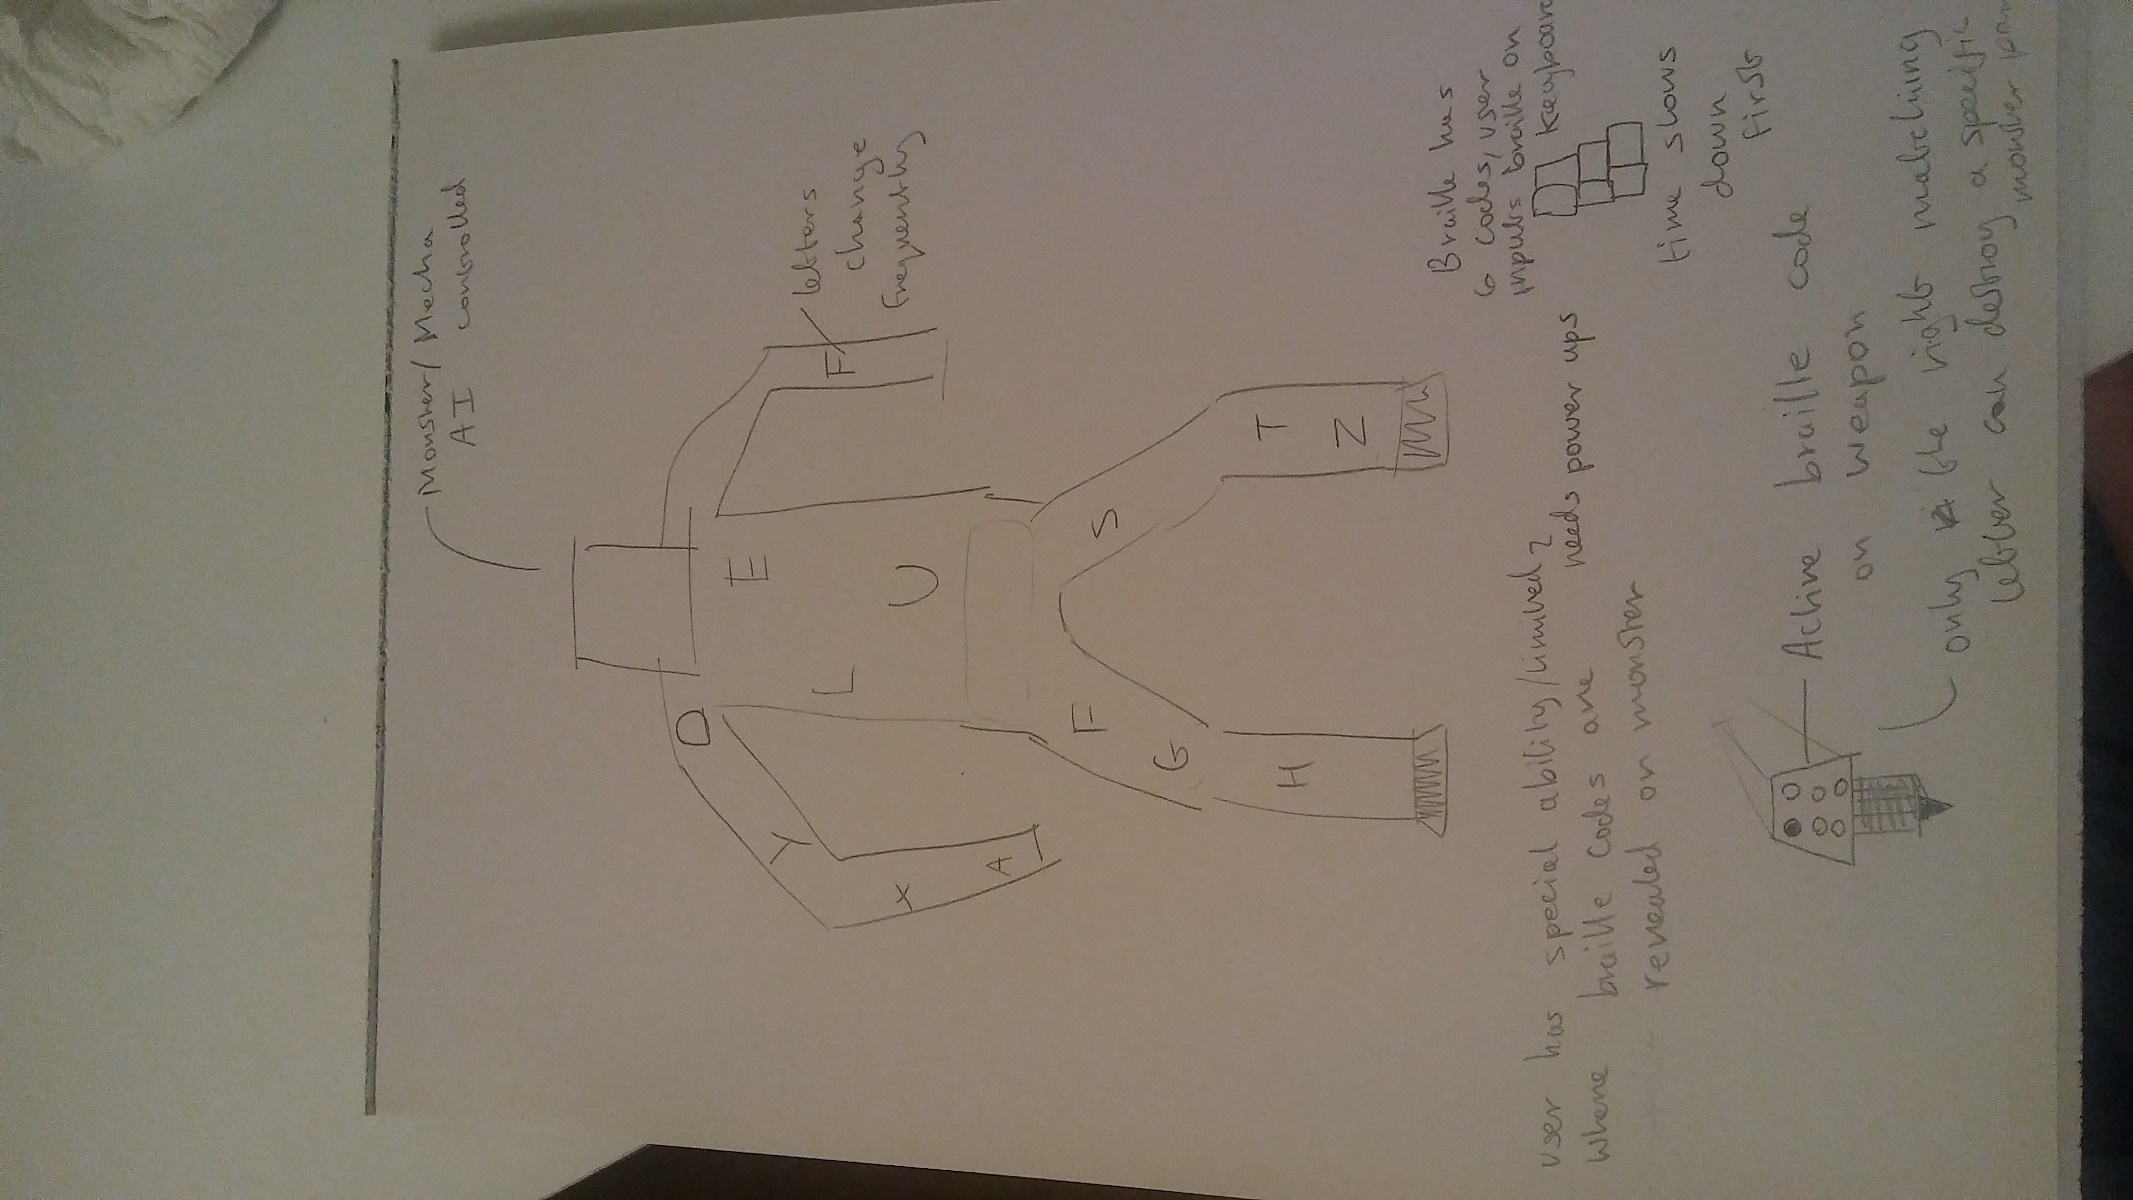 Monster/Mecha
AI controlled
letters
change
frequently
E
F
D
L
U
Y
X
A
F
S
G
T
H
Z
Braille has
6 codes, user
inputs braille on
keyboard
time slows
down
first
user has special ability/limited?
needs power ups
where braille codes are
revealed on monster
Active braille code
on weapon
only the right matching
letter can destroy a specific
monster